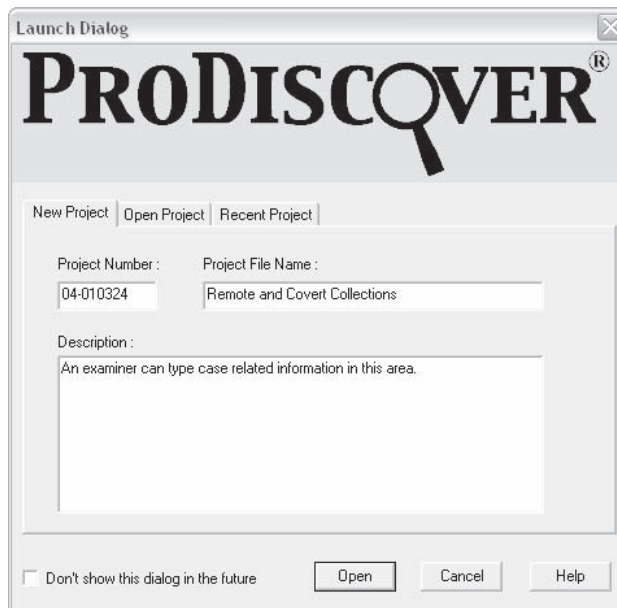 Launch Dialog
PRODISCOVER®
New Project Open Project Recent Project
Project Number : Project File Name :
04-010324 Remote and Covert Collections
Description :
An examiner can type case related information in this area.
Don't show this dialog in the future Open Cancel Help